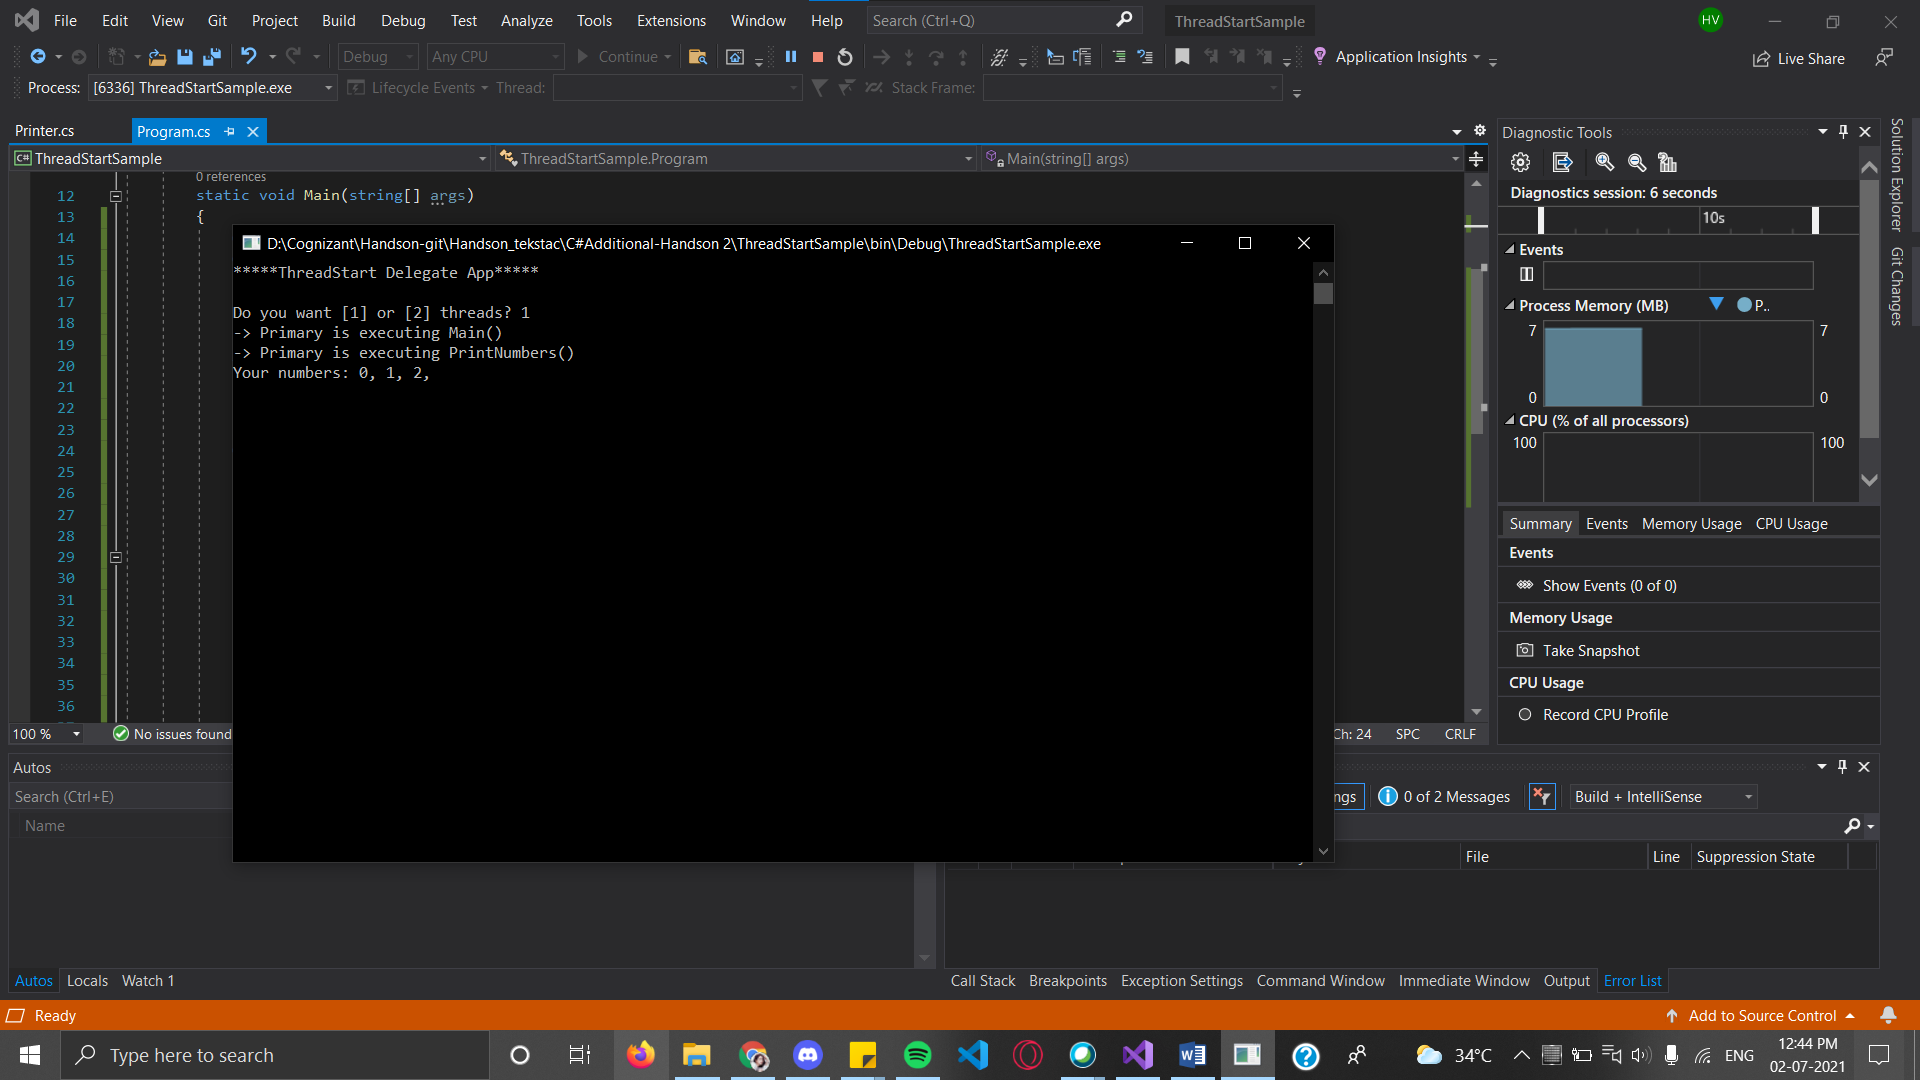 File Edit View Git Project Build Debug Test Analyze Tools Extensions Window Help Search (Ctrl+Q) ThreadStartSample HV
Debug Any CPU Continue Application Insights Live Share
Process: [6336] ThreadStartSample.exe Lifecycle Events Thread: Stack Frame:
Printer.cs Program.cs
ThreadStartSample ThreadStartSample.Program Main(string[] args)
0 references
12 static void Main(string[] args)
13 {
14
15
16
17
18
19
20
21
22
23
24
25
26
27
28
29
30
31
32
33
34
35
36
D:\Cognizant\Handson-git\Handson_tekstac\C#Additional-Handson 2\ThreadStartSample\bin\Debug\ThreadStartSample.exe
*****ThreadStart Delegate App*****
Do you want [1] or [2] threads? 1
-> Primary is executing Main()
-> Primary is executing PrintNumbers()
Your numbers: 0, 1, 2,
100 % No issues found Ch: 24 SPC CRLF
Diagnostic Tools
Diagnostics session: 6 seconds
10s
Events
Process Memory (MB) P..
7 7
0 0
CPU (% of all processors)
100 100
Summary Events Memory Usage CPU Usage
Events
Show Events (0 of 0)
Memory Usage
Take Snapshot
CPU Usage
Record CPU Profile
Solution Explorer
Git Changes
Autos
Search (Ctrl+E)
Name
Autos Locals Watch 1
ngs 0 of 2 Messages Build + IntelliSense
File Line Suppression State
Call Stack Breakpoints Exception Settings Command Window Immediate Window Output Error List
Ready Add to Source Control
Type here to search 34°C ENG 12:44 PM
02-07-2021